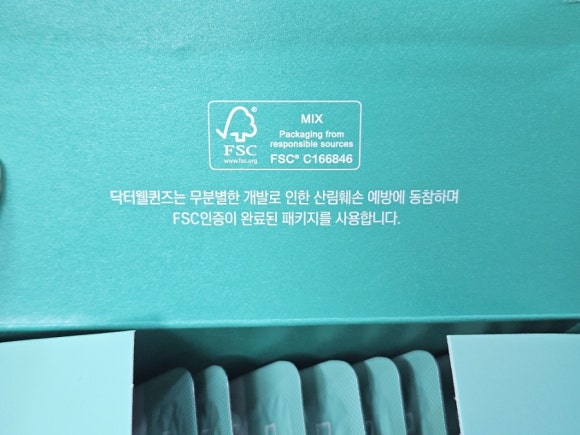 FSC®
www.fsc.org
MIX
Packaging from
responsible sources
FSC® C166846
닥터웰퀸즈는 무분별한 개발로 인한 산림훼손 예방에 동참하며
FSC인증이 완료된 패키지를 사용합니다.